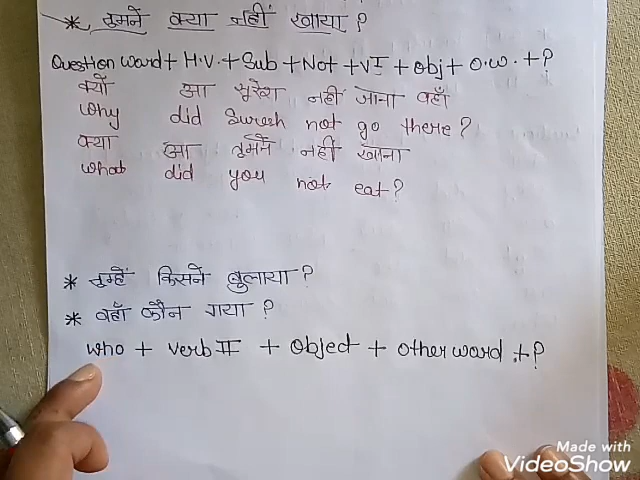 * तुमने क्या नहीं खाया ?
Question word + H.V. + Sub + Not + VI + Obj + O.W. + ?
क्यों आ सुरेश नहीं जाना वहाँ
why did Suresh not go there?
क्या आ तुमने नहीं खाना
what did you not eat?
* तुम्हें किसने बुलाया ?
* वहाँ कौन गया ?
who + verb II + object + other word + ?
Made with
VideoShow